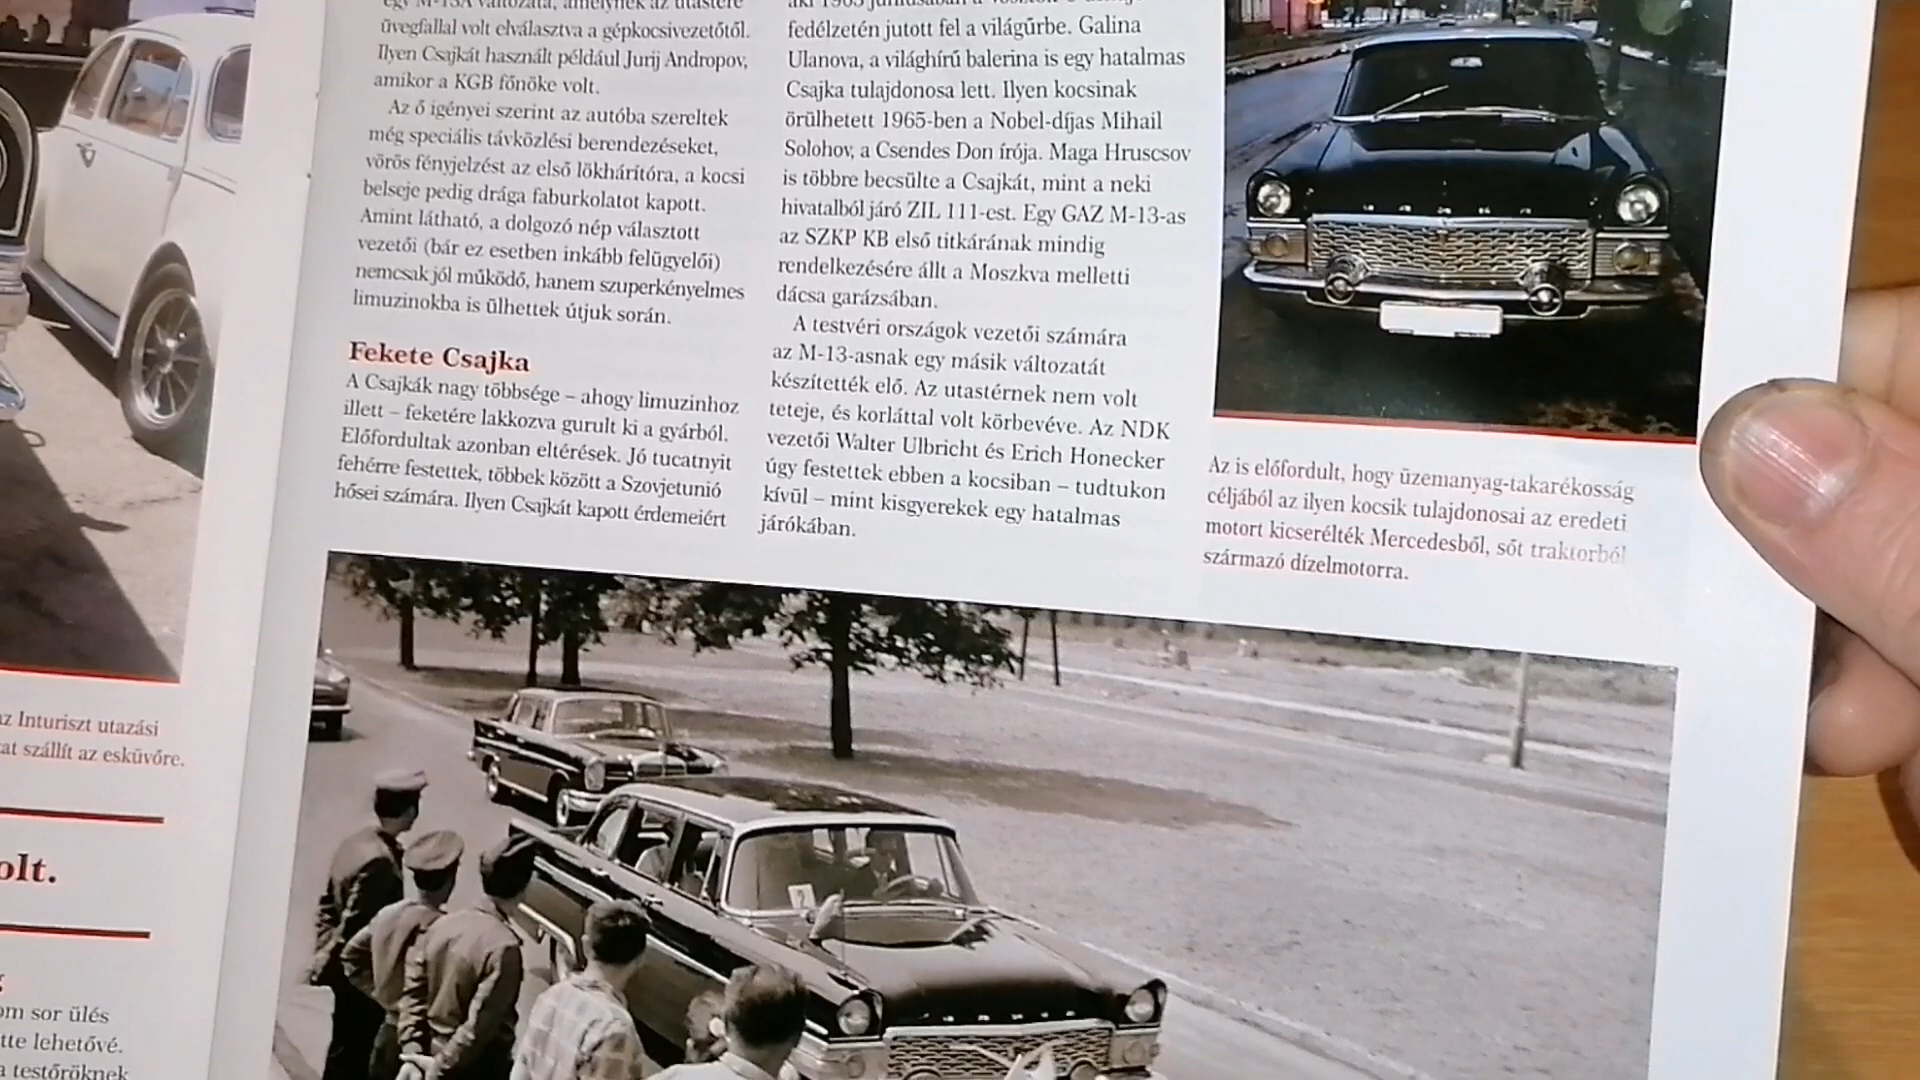 egy M-13A változata, amelynek az utastere
üvegfallal volt elválasztva a gépkocsivezetőtől.
Ilyen Csajkát használt például Jurij Andropov,
amikor a KGB főnöke volt.
Az ő igényei szerint az autóba szereltek
még speciális távközlési berendezéseket,
vörös fényjelzést az első lökhárítóra, a kocsi
belseje pedig drága faburkolatot kapott.
Amint látható, a dolgozó nép választott
vezetői (bár ez esetben inkább felügyelői)
nemcsak jól működő, hanem szuperkényelmes
limuzinokba is ülhettek útjuk során.
Fekete Csajka
A Csajkák nagy többsége – ahogy limuzinhoz
illett – feketére lakkozva gurult ki a gyárból.
Előfordultak azonban eltérések. Jó tucatnyit
fehérre festettek, többek között a Szovjetunió
hősei számára. Ilyen Csajkát kapott érdemeiért
aki 1963 júniusában a
fedélzetén jutott fel a világűrbe. Galina
Ulanova, a világhírű balerina is egy hatalmas
Csajka tulajdonosa lett. Ilyen kocsinak
örülhetett 1965-ben a Nobel-díjas Mihail
Solohov, a Csendes Don írója. Maga Hruscsov
is többre becsülte a Csajkát, mint a neki
hivatalból járó ZIL 111-est. Egy GAZ M-13-as
az SZKP KB első titkárának mindig
rendelkezésére állt a Moszkva melletti
dácsa garázsában.
A testvéri országok vezetői számára
az M-13-asnak egy másik változatát
készítették elő. Az utastérnek nem volt
teteje, és korláttal volt körbevéve. Az NDK
vezetői Walter Ulbricht és Erich Honecker
úgy festettek ebben a kocsiban – tudtukon
kívül – mint kisgyerekek egy hatalmas
járókában.
Az is előfordult, hogy üzemanyag-takarékosság
céljából az ilyen kocsik tulajdonosai az eredeti
motort kicserélték Mercedesből, sőt traktorból
származó dízelmotorra.
az Inturiszt utazási
szállít az esküvőre.
olt.
sor ülés
tte lehetővé.
a testőröknek